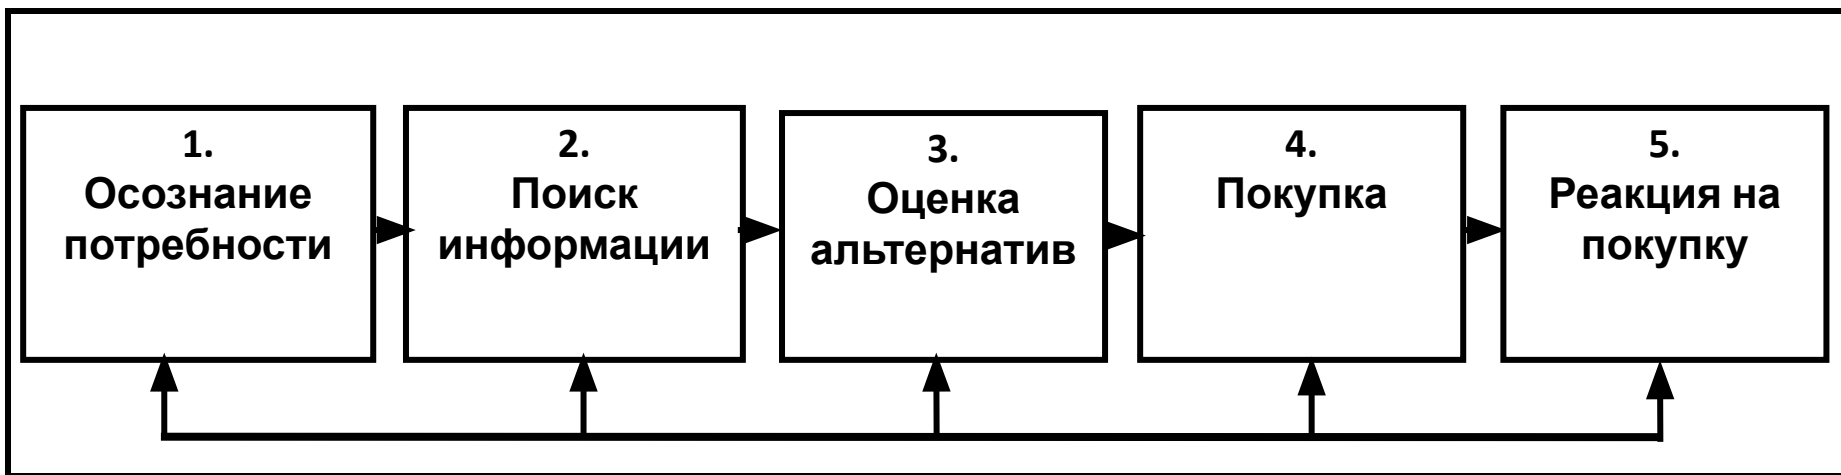 1.
Осознание
потребности
2.
Поиск
информации
3.
Оценка
альтернатив
4.
Покупка
5.
Реакция на
покупку